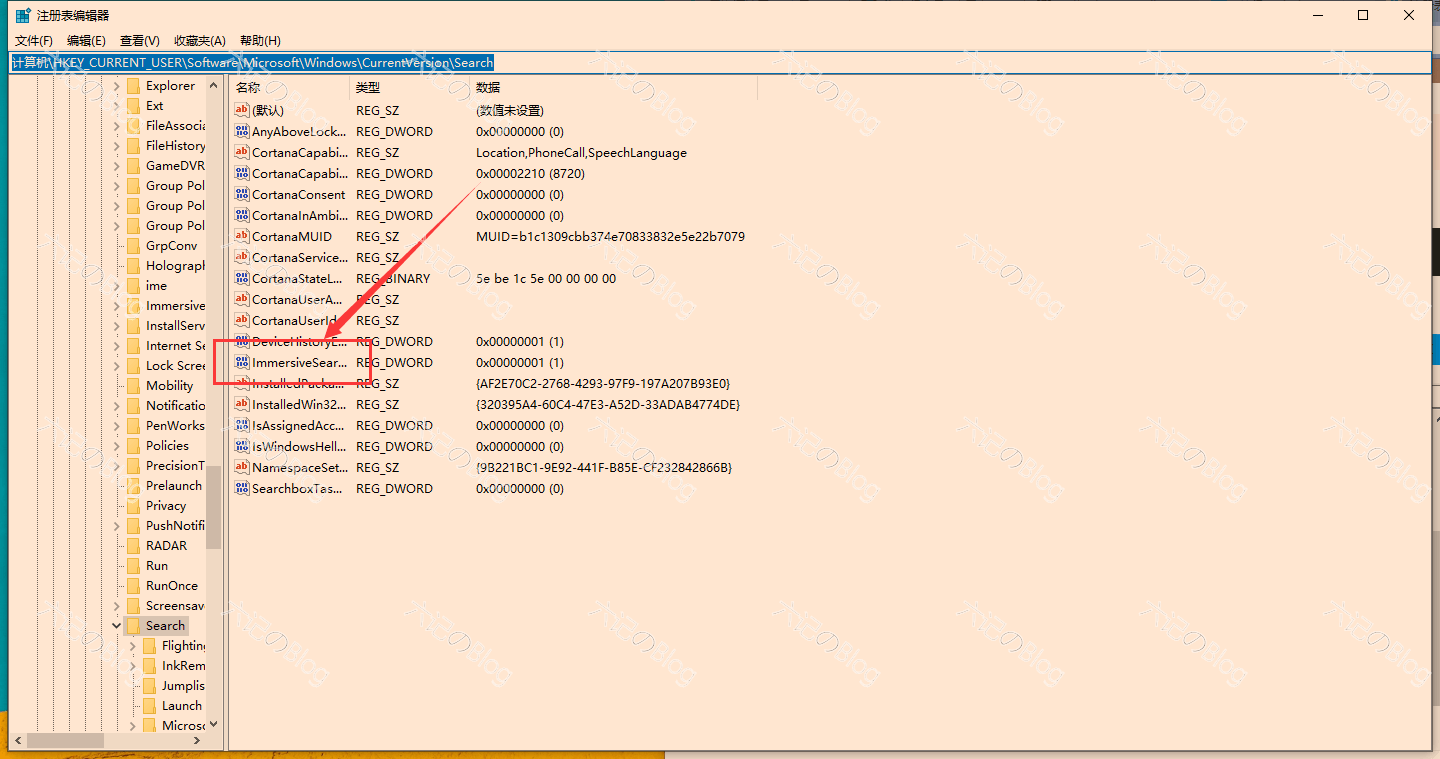 注册表编辑器
文件(F) 编辑(E) 查看(V) 收藏夹(A) 帮助(H)
计算机\HKEY_CURRENT_USER\Software\Microsoft\Windows\CurrentVersion\Search
Explorer
Ext
FileAssocia
FileHistory
GameDVR
Group Pol
Group Pol
Group Pol
GrpConv
Holograph
ime
Immersive
InstallServ
Internet Se
Lock Scree
Mobility
Notificatio
PenWorks
Policies
PrecisionT
Prelaunch
Privacy
PushNotifi
RADAR
Run
RunOnce
Screensav
Search
Flighting
InkRem
Jumplis
Launch
Microso
名称 类型 数据
(默认) REG_SZ (数值未设置)
AnyAboveLock... REG_DWORD 0x00000000 (0)
CortanaCapabi... REG_SZ Location,PhoneCall,SpeechLanguage
CortanaCapabi... REG_DWORD 0x00002210 (8720)
CortanaConsent REG_DWORD 0x00000000 (0)
CortanaInAmbi... REG_DWORD 0x00000000 (0)
CortanaMUID REG_SZ MUID=b1c1309cbb374e70833832e5e22b7079
CortanaService... REG_SZ
CortanaStateL... REG_BINARY 5e be 1c 5e 00 00 00 00
CortanaUserA... REG_SZ
CortanaUserId REG_SZ
DeviceHistoryE... REG_DWORD 0x00000001 (1)
ImmersiveSear... REG_DWORD 0x00000001 (1)
InstalledPacka... REG_SZ {AF2E70C2-2768-4293-97F9-197A207B93E0}
InstalledWin32... REG_SZ {320395A4-60C4-47E3-A52D-33ADAB4774DE}
IsAssignedAcc... REG_DWORD 0x00000000 (0)
IsWindowsHell... REG_DWORD 0x00000000 (0)
NamespaceSet... REG_SZ {9B221BC1-9E92-441F-B85E-CF232842866B}
SearchboxTas... REG_DWORD 0x00000000 (0)